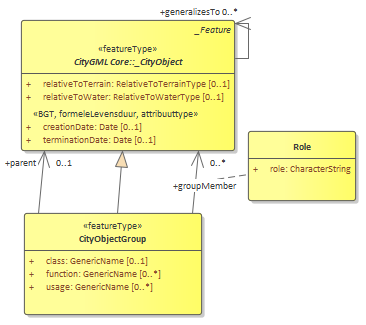 +generalizesTo 0..*
_Feature
«featureType»
CityGML Core::_CityObject
+ relativeToTerrain: RelativeToTerrainType [0..1]
+ relativeToWater: RelativeToWaterType [0..1]
«BGT, formeleLevensduur, attribuuttype»
+ creationDate: Date [0..1]
+ terminationDate: Date [0..1]
+parent 0..1
0..*
+groupMember
Role
+ role: CharacterString
«featureType»
CityObjectGroup
+ class: GenericName [0..1]
+ function: GenericName [0..*]
+ usage: GenericName [0..*]